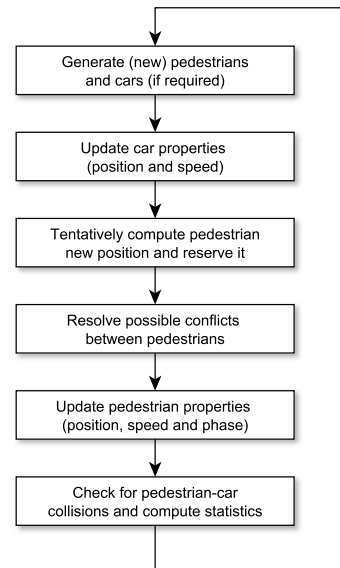 Generate (new) pedestrians
and cars (if required)
Update car properties
(position and speed)
Tentatively compute pedestrian
new position and reserve it
Resolve possible conflicts
between pedestrians
Update pedestrian properties
(position, speed and phase)
Check for pedestrian-car
collisions and compute statistics